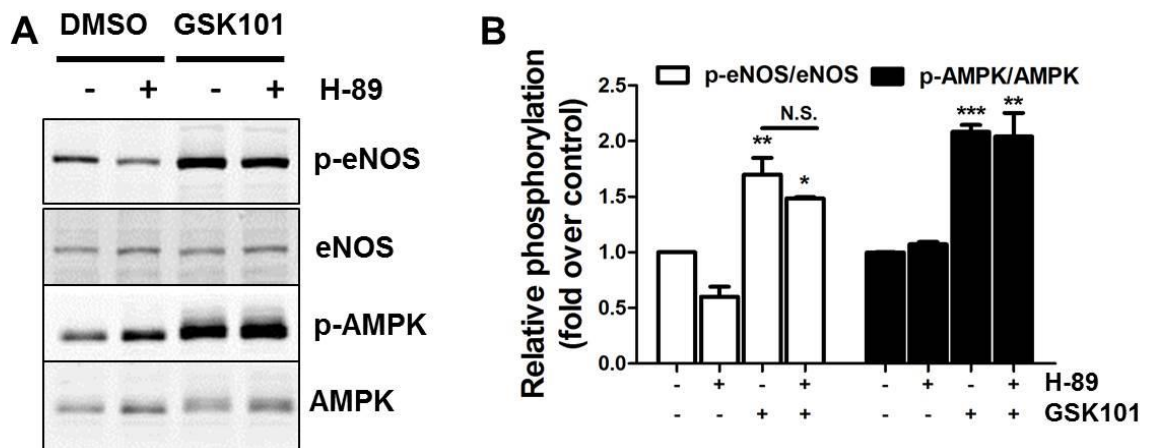 A
DMSO GSK101
- + - + H-89
p-eNOS
eNOS
p-AMPK
AMPK
B
Relative phosphorylation
(fold over control)
p-eNOS/eNOS p-AMPK/AMPK
2.5
2.0
1.5
1.0
0.5
0.0
N.S.
** * *** **
- + - + - + - + H-89
- - + + - - + + GSK101